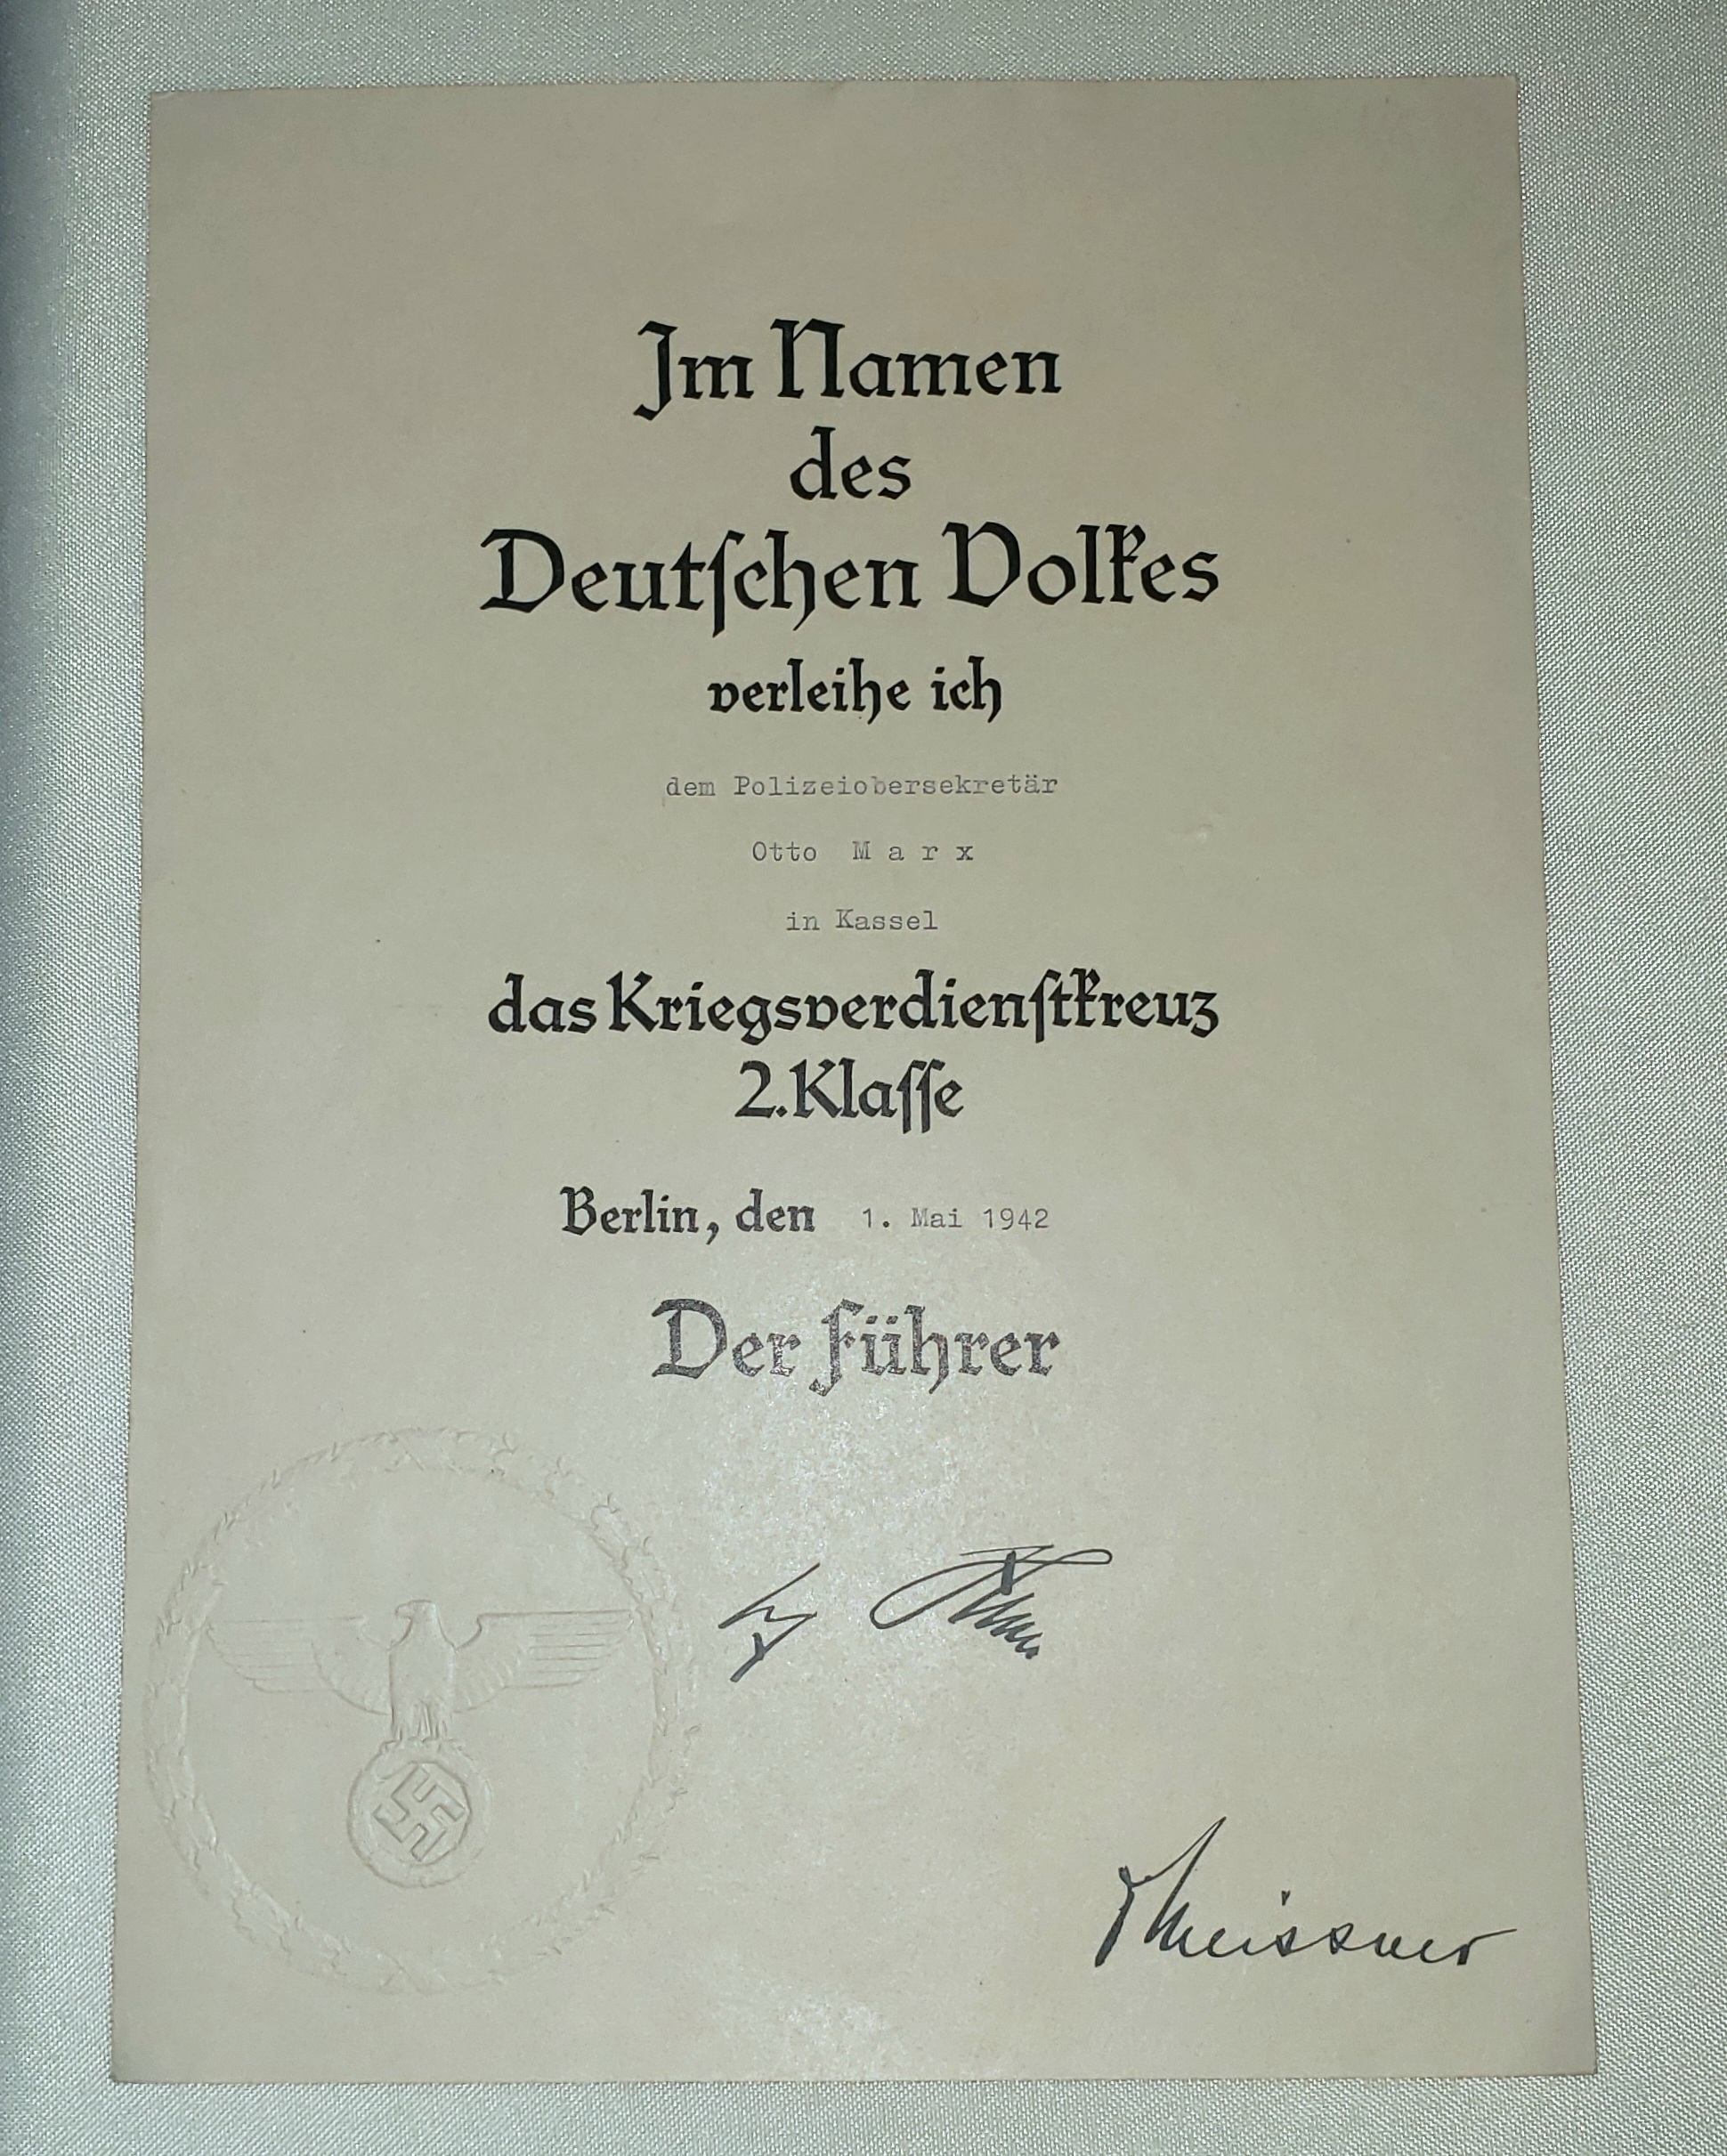 Im Namen
des
Deutſchen Volkes
verleihe ich
dem Polizeiobersekretär
Otto M a r x
in Kassel
das Kriegsverdienſtkreuz
2. Klaſſe
Berlin, den 1. Mai 1942
Der Führer
Meissner